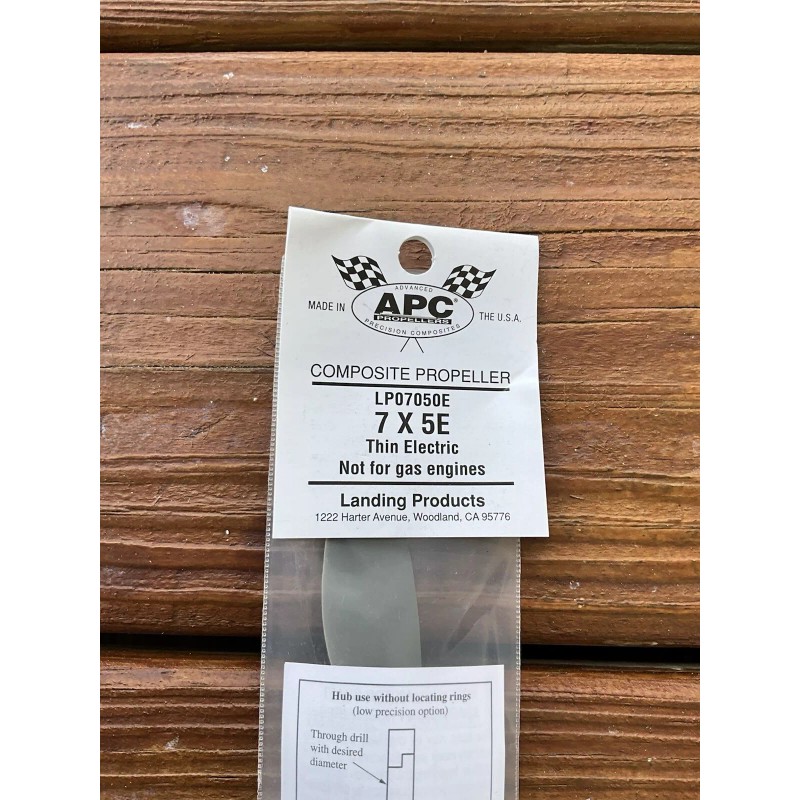 ADVANCED
MADE IN APC® THE U.S.A.
PROPELLERS
PRECISION COMPOSITES
COMPOSITE PROPELLER
LP07050E
7 X 5E
Thin Electric
Not for gas engines
Landing Products
1222 Harter Avenue, Woodland, CA 95776
Hub use without locating rings
(low precision option)
Through drill
with desired
diameter